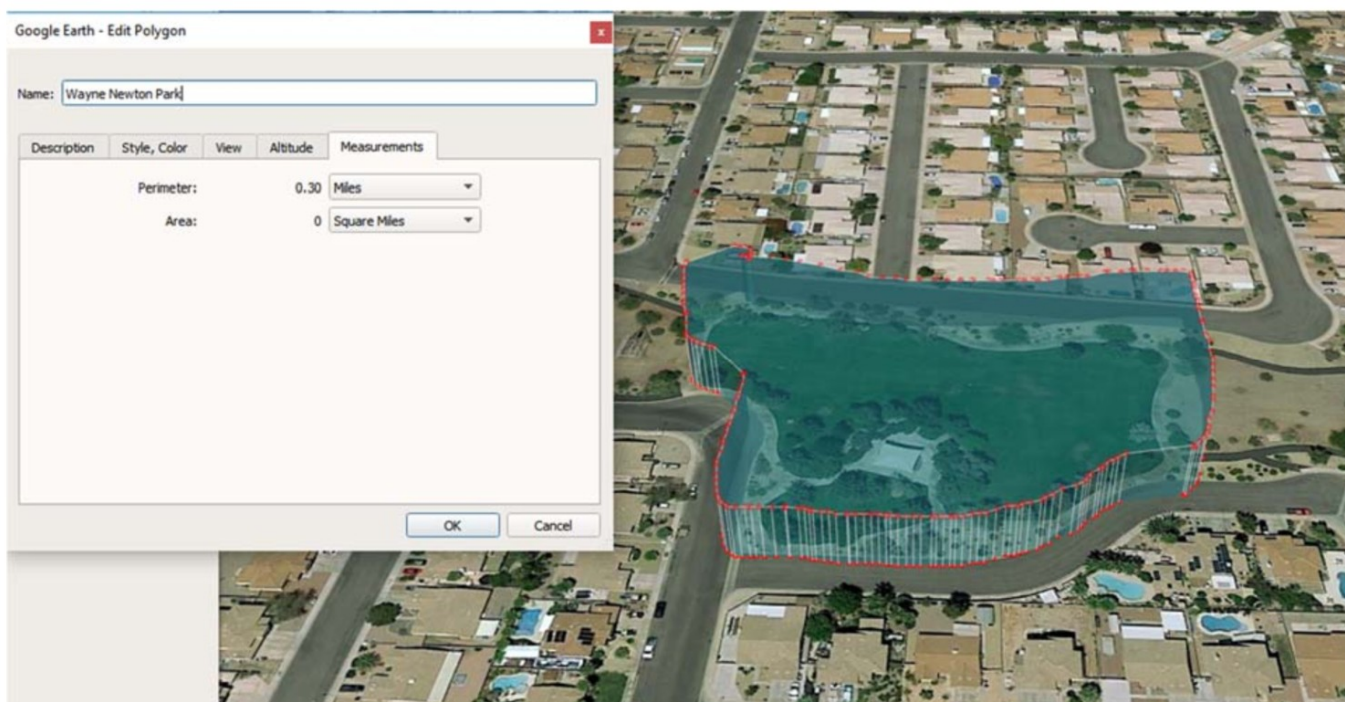 Google Earth - Edit Polygon
x
Name: Wayne Newton Park
Description Style, Color View Altitude Measurements
Perimeter: 0.30 Miles
Area: 0 Square Miles
OK Cancel